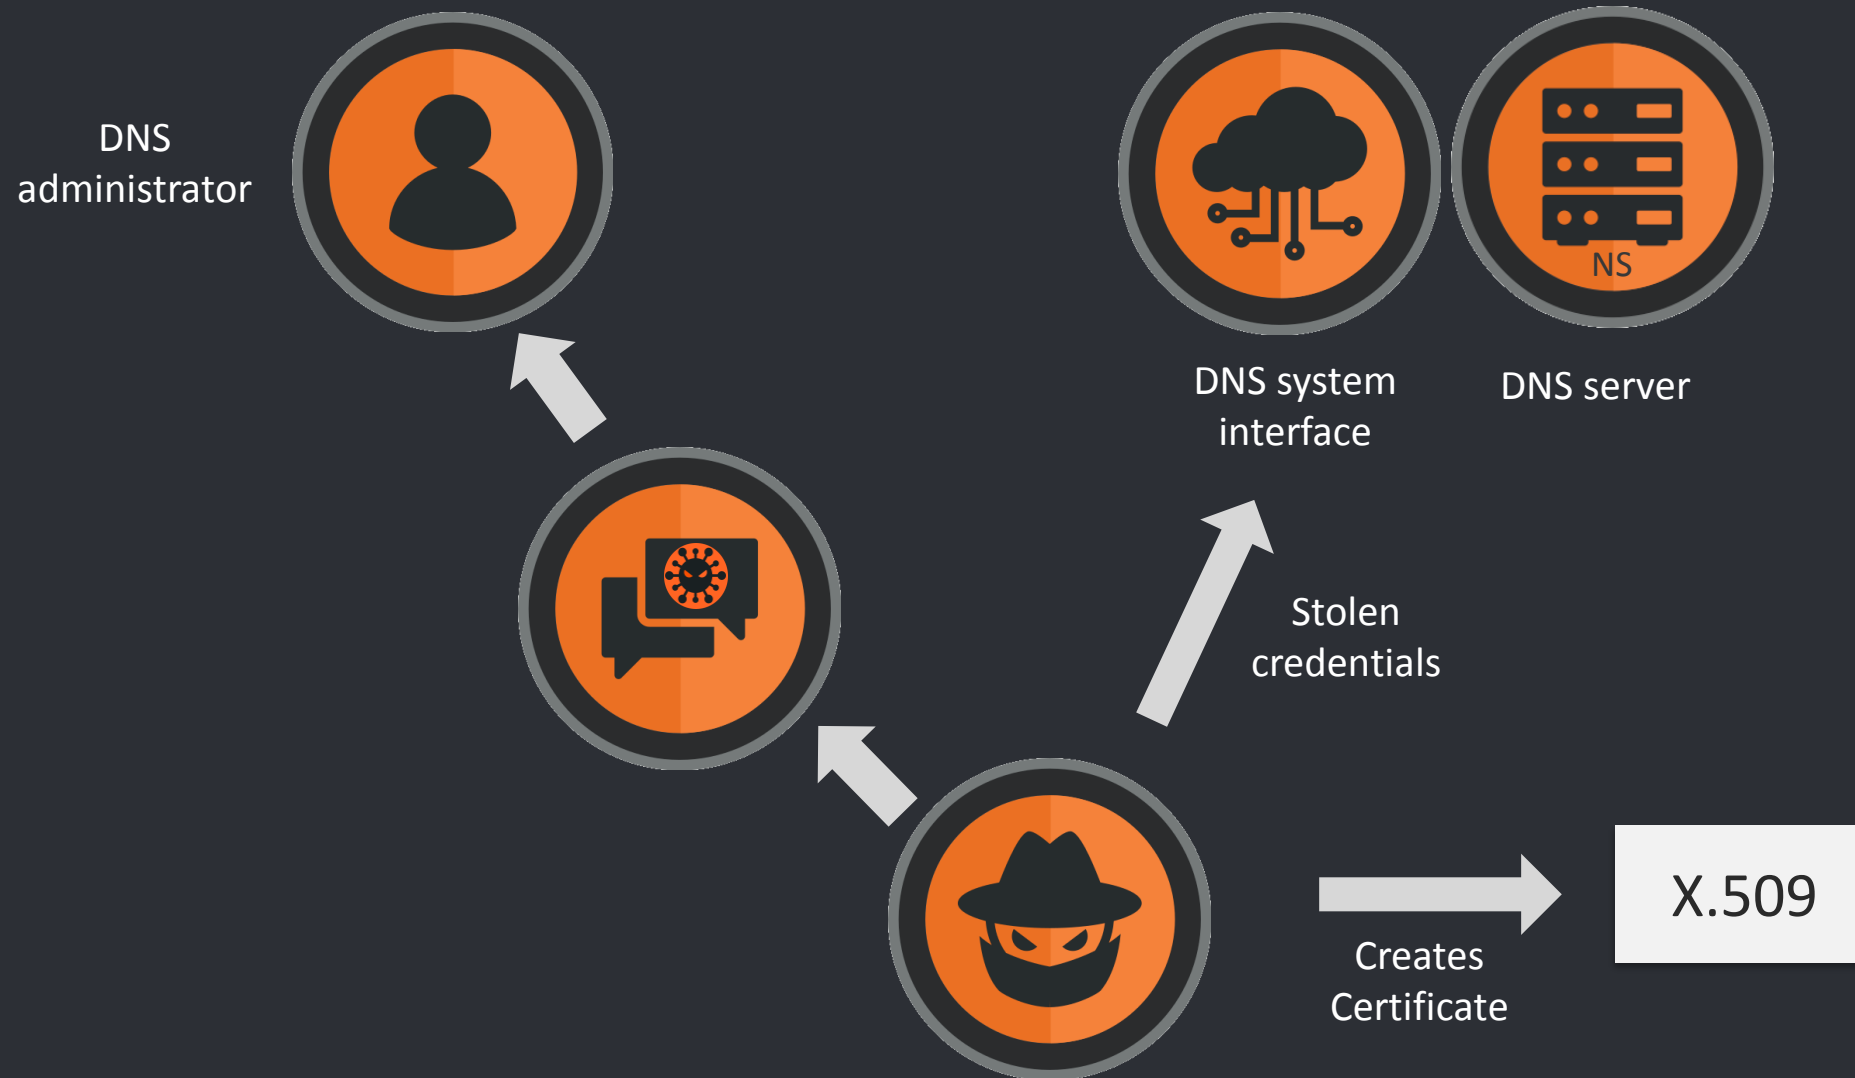 DNS
administrator
NS
DNS system
interface
DNS server
Stolen
credentials
X.509
Creates
Certificate